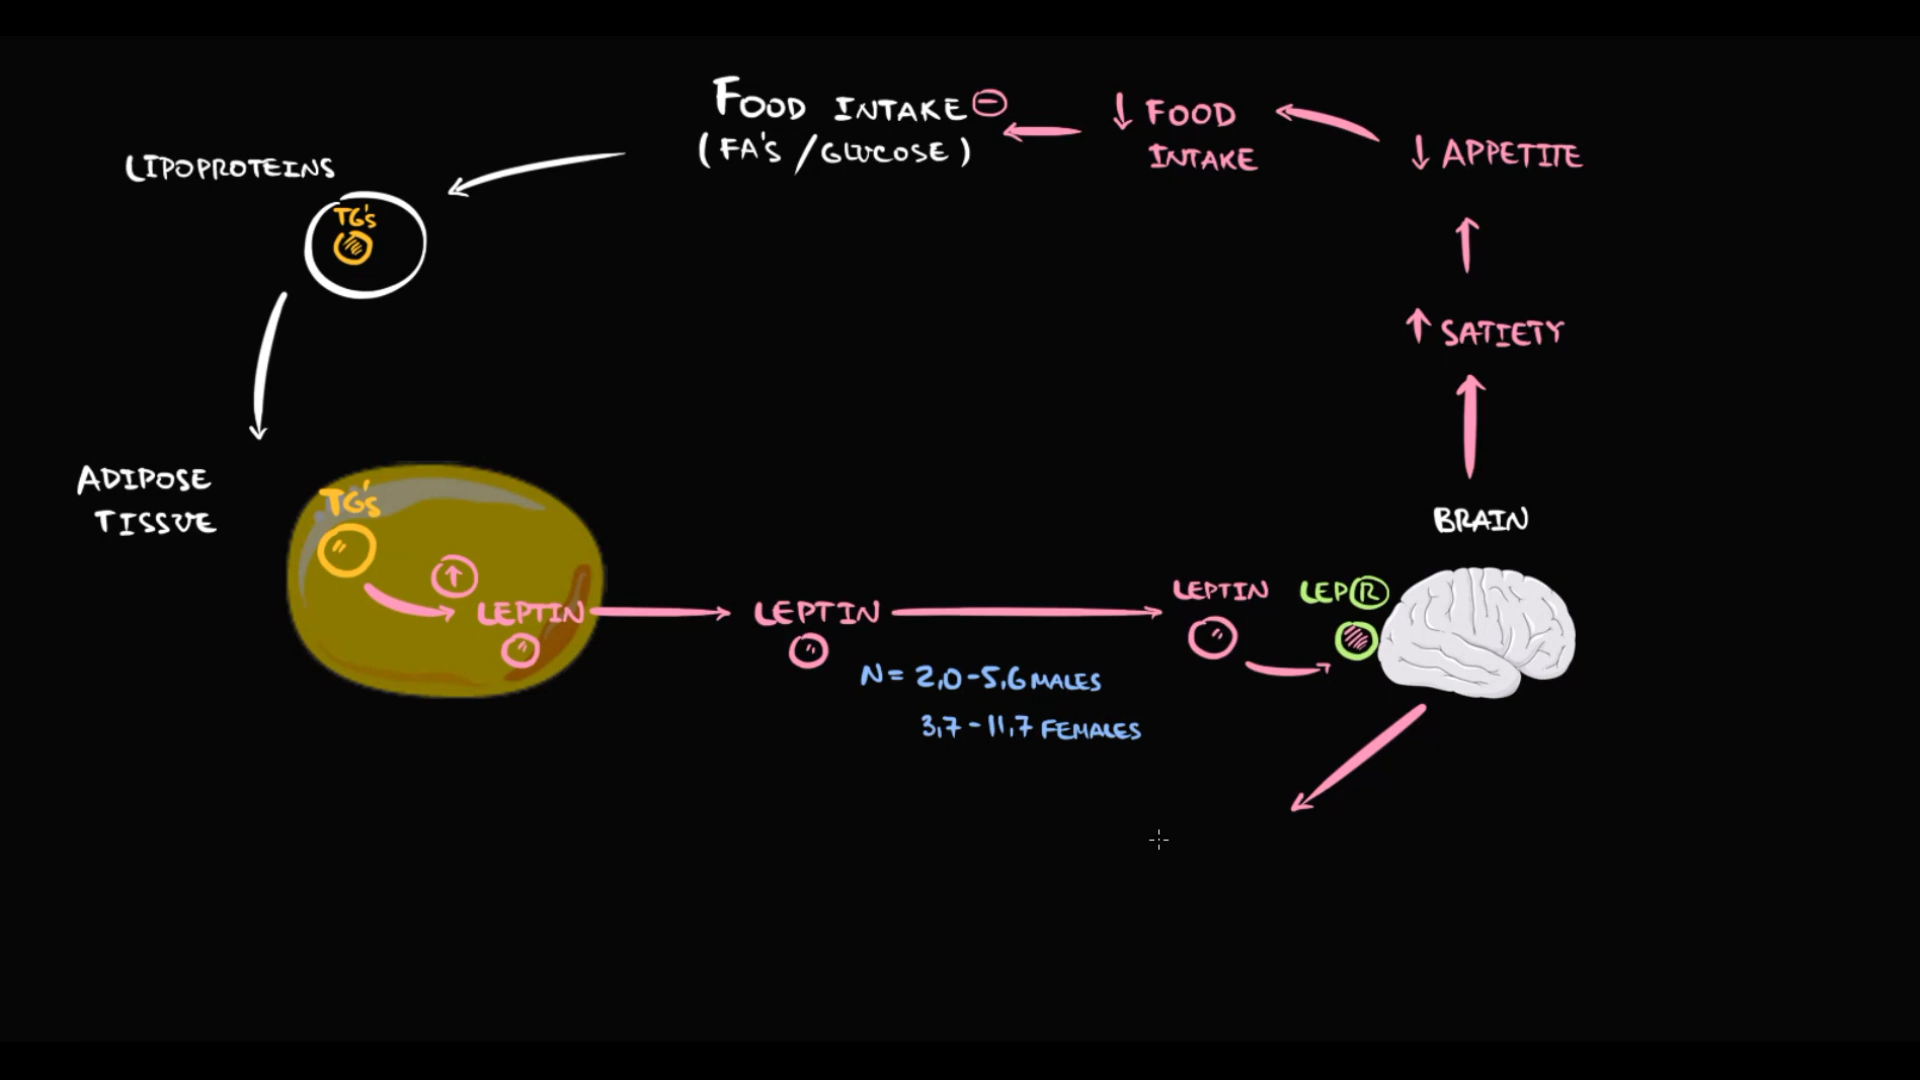 FOOD INTAKE ⊖
(FA'S / GLUCOSE)
↓ FOOD
INTAKE
↓ APPETITE
LIPOPROTEINS
TG'S
↑ SATIETY
ADIPOSE
TISSUE
TG'S
↑
LEPTIN
LEPTIN
N = 2,0 - 5,6 MALES
3,7 - 11,7 FEMALES
BRAIN
LEPTIN
LEP R